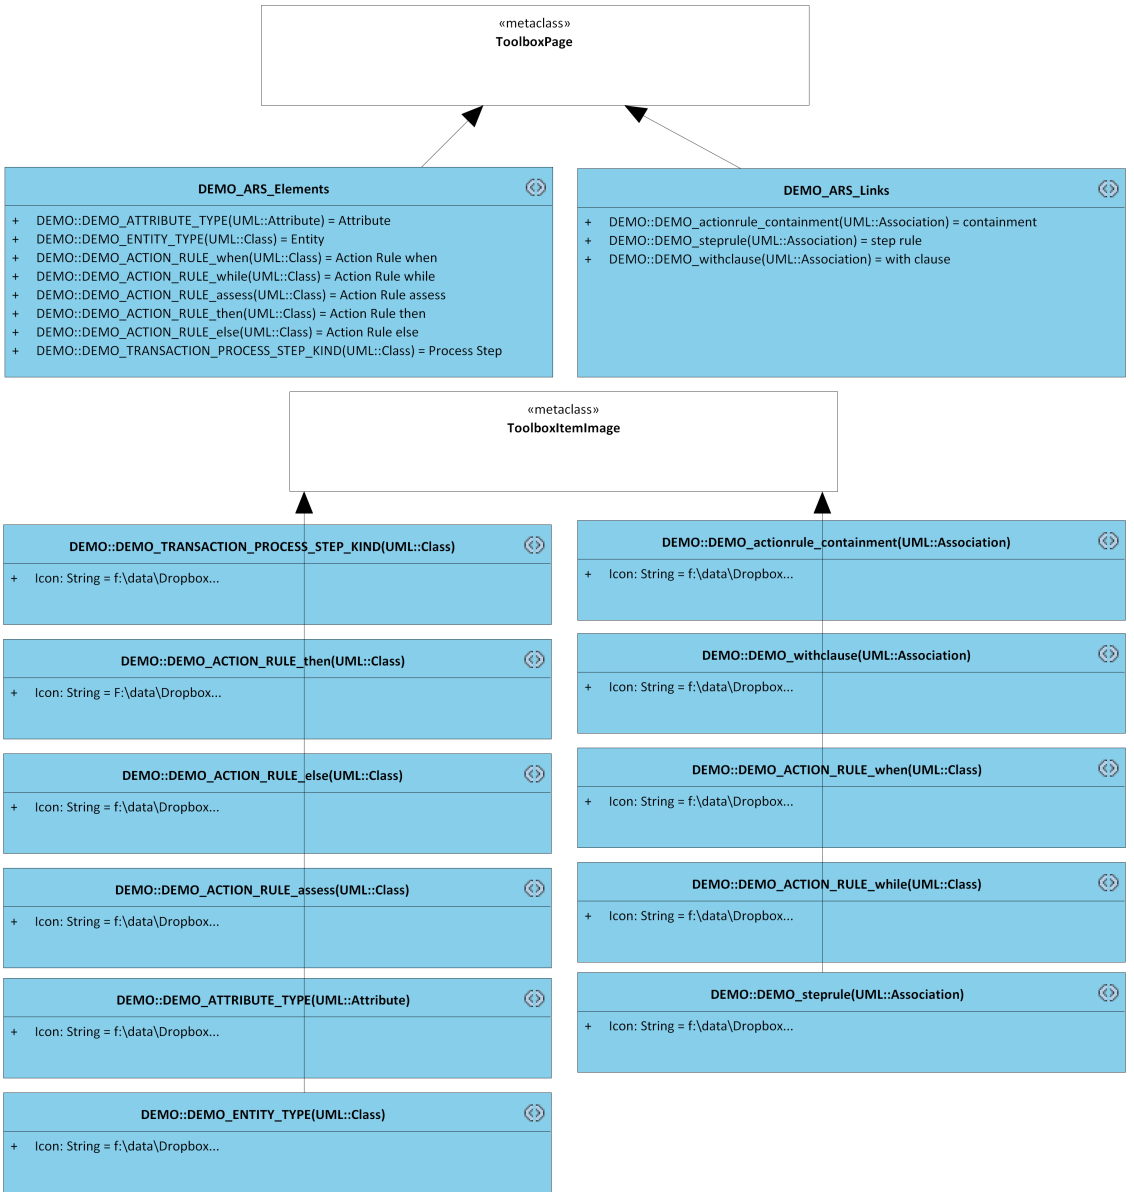 «metaclass»
ToolboxPage
DEMO_ARS_Elements
+ DEMO::DEMO_ATTRIBUTE_TYPE(UML::Attribute) = Attribute
+ DEMO::DEMO_ENTITY_TYPE(UML::Class) = Entity
+ DEMO::DEMO_ACTION_RULE_when(UML::Class) = Action Rule when
+ DEMO::DEMO_ACTION_RULE_while(UML::Class) = Action Rule while
+ DEMO::DEMO_ACTION_RULE_assess(UML::Class) = Action Rule assess
+ DEMO::DEMO_ACTION_RULE_then(UML::Class) = Action Rule then
+ DEMO::DEMO_ACTION_RULE_else(UML::Class) = Action Rule else
+ DEMO::DEMO_TRANSACTION_PROCESS_STEP_KIND(UML::Class) = Process Step
DEMO_ARS_Links
+ DEMO::DEMO_actionrule_containment(UML::Association) = containment
+ DEMO::DEMO_steprule(UML::Association) = step rule
+ DEMO::DEMO_withclause(UML::Association) = with clause
«metaclass»
ToolboxItemImage
DEMO::DEMO_TRANSACTION_PROCESS_STEP_KIND(UML::Class)
+ Icon: String = f:\data\Dropbox...
DEMO::DEMO_ACTION_RULE_then(UML::Class)
+ Icon: String = F:\data\Dropbox...
DEMO::DEMO_ACTION_RULE_else(UML::Class)
+ Icon: String = f:\data\Dropbox...
DEMO::DEMO_ACTION_RULE_assess(UML::Class)
+ Icon: String = f:\data\Dropbox...
DEMO::DEMO_ATTRIBUTE_TYPE(UML::Attribute)
+ Icon: String = f:\data\Dropbox...
DEMO::DEMO_ENTITY_TYPE(UML::Class)
+ Icon: String = f:\data\Dropbox...
DEMO::DEMO_actionrule_containment(UML::Association)
+ Icon: String = f:\data\Dropbox...
DEMO::DEMO_withclause(UML::Association)
+ Icon: String = f:\data\Dropbox...
DEMO::DEMO_ACTION_RULE_when(UML::Class)
+ Icon: String = f:\data\Dropbox...
DEMO::DEMO_ACTION_RULE_while(UML::Class)
+ Icon: String = f:\data\Dropbox...
DEMO::DEMO_steprule(UML::Association)
+ Icon: String = f:\data\Dropbox...